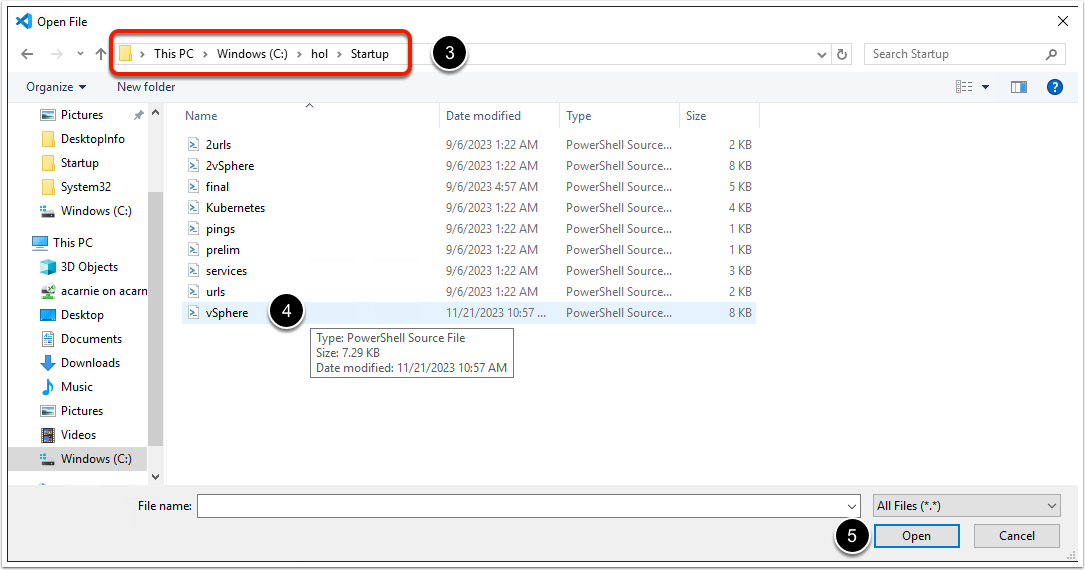 Open File
This PC > Windows (C:) > hol > Startup
3
Search Startup
Organize
New folder
?
Pictures
DesktopInfo
Startup
System32
Windows (C:)
This PC
3D Objects
acarnie on acarn
Desktop
Documents
Downloads
Music
Pictures
Videos
Windows (C:)
Name Date modified Type Size
2urls 9/6/2023 1:22 AM PowerShell Source... 2 KB
2vSphere 9/6/2023 1:22 AM PowerShell Source... 8 KB
final 9/6/2023 4:57 AM PowerShell Source... 5 KB
Kubernetes 9/6/2023 1:22 AM PowerShell Source... 4 KB
pings 9/6/2023 1:22 AM PowerShell Source... 1 KB
prelim 9/6/2023 1:22 AM PowerShell Source... 1 KB
services 9/6/2023 1:22 AM PowerShell Source... 3 KB
urls 9/6/2023 1:22 AM PowerShell Source... 2 KB
vSphere 11/21/2023 10:57 ... PowerShell Source... 8 KB
4
Type: PowerShell Source File
Size: 7.29 KB
Date modified: 11/21/2023 10:57 AM
File name:
All Files (*.*)
5
Open
Cancel